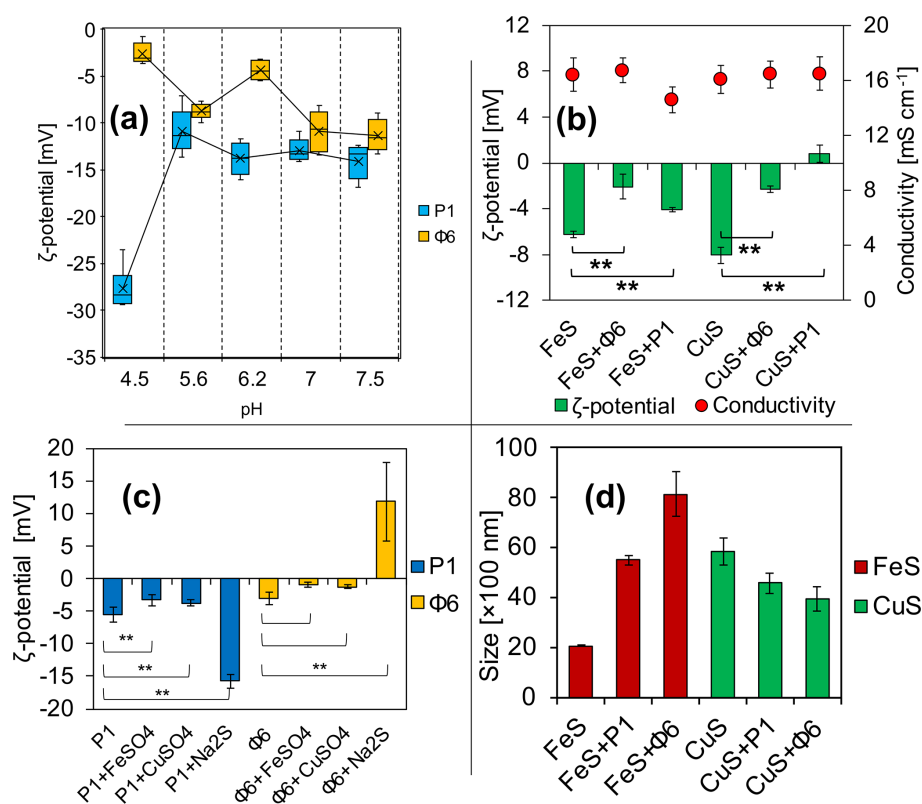 (a)
ζ-potential [mV]
0
-5
-10
-15
-20
-25
-30
-35
4.5 5.6 6.2 7 7.5
pH
P1
Φ6
(b)
ζ-potential [mV]
12
8
4
0
-4
-8
-12
20
16
12
8
4
0
Conductivity [mS cm⁻¹]
**
**
**
**
FeS
FeS+Φ6
FeS+P1
CuS
CuS+Φ6
CuS+P1
ζ-potential
Conductivity
(c)
ζ-potential [mV]
20
15
10
5
0
-5
-10
-15
-20
**
**
**
**
P1
P1+FeSO4
P1+CuSO4
P1+Na2S
Φ6
Φ6+FeSO4
Φ6+CuSO4
Φ6+Na2S
P1
Φ6
(d)
Size [×100 nm]
100
80
60
40
20
0
FeS
FeS+P1
FeS+Φ6
CuS
CuS+P1
CuS+Φ6
FeS
CuS